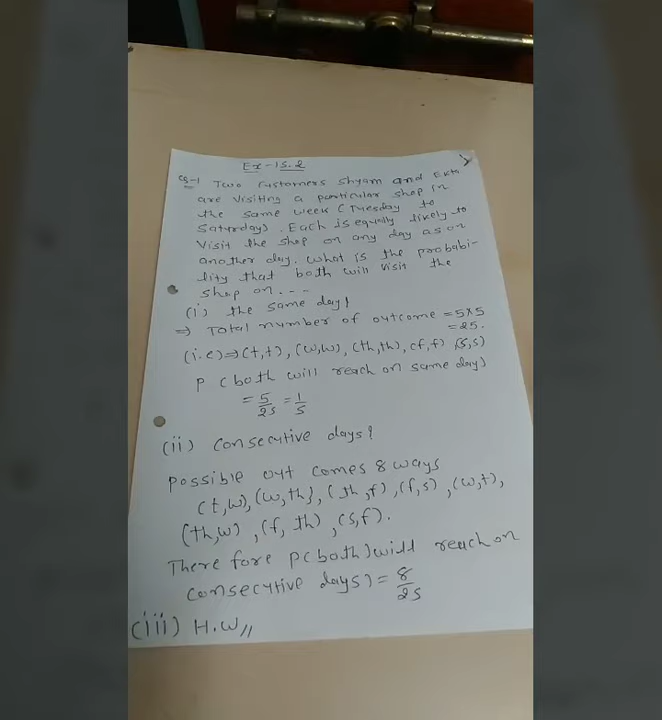 Ex-15.2
Q-1 Two customers Shyam and Ekta
are visiting a particular shop in
the same week (Tuesday to
Saturday). Each is equally likely to
visit the shop on any day as on
another day. What is the probabi-
lity that both will visit the
shop on...-
(i) the same day!
⇒ Total number of outcome = 5×5
= 25.
(i.e) ⇒ (t,t), (w,w), (th,th), (f,f) (s,s)
P (both will reach on same day)
= 5/25 = 1/5
(ii) Consecutive days?
Possible out comes 8 ways
(t,w), (w,th}, (th,f), (f,s), (w,t),
(th,w), (f, th), (s,f).
There fore P(both) will reach on
consecutive days) = 8/25
(iii) H.W//